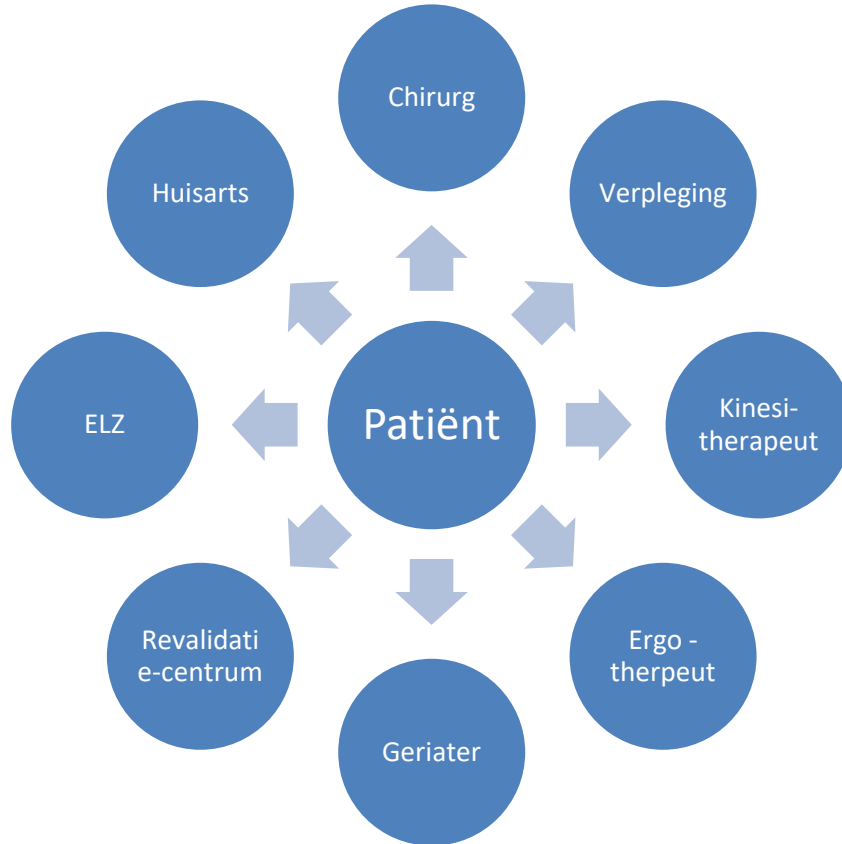 Chirurg
Huisarts
Verpleging
ELZ
Patiënt
Kinesi-
therapeut
Revalidati
e-centrum
Ergo -
therpeut
Geriater